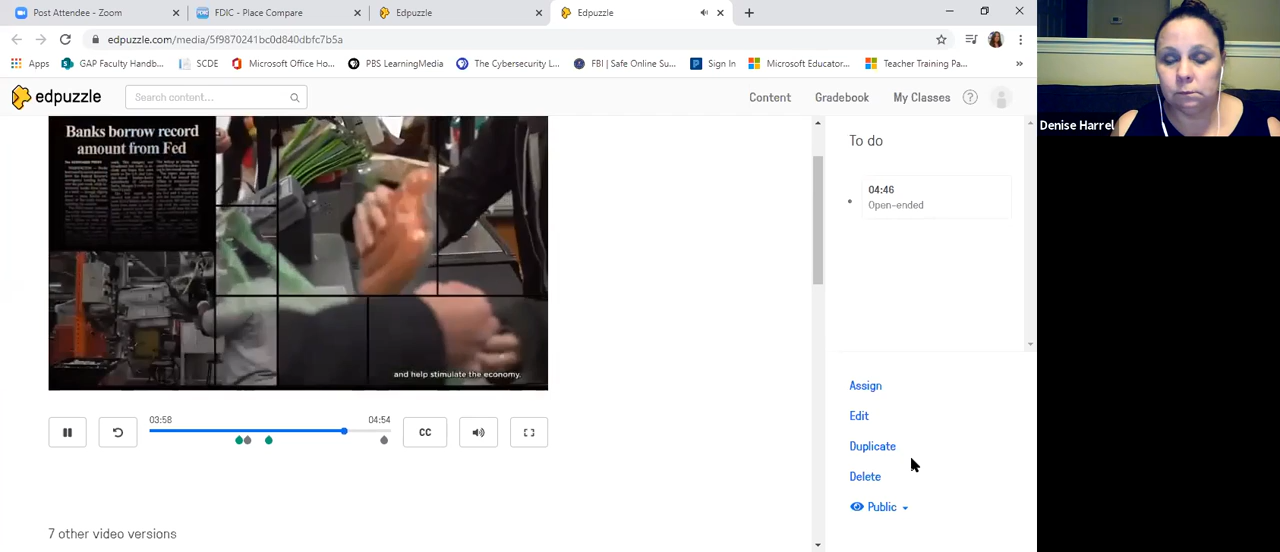 Post Attendee - Zoom
FDIC - Place Compare
Edpuzzle
Edpuzzle
edpuzzle.com/media/5f9870241bc0d840dbfc7b5a
Apps
GAP Faculty Handb...
SCDE
Microsoft Office Ho...
PBS LearningMedia
The Cybersecurity L...
FBI | Safe Online Su...
Sign In
Microsoft Educator...
Teacher Training Pa...
edpuzzle
Search content...
Content
Gradebook
My Classes
Denise Harrel
Banks borrow record
amount from Fed
and help stimulate the economy.
03:58
04:54
CC
7 other video versions
To do
04:46
Open-ended
Assign
Edit
Duplicate
Delete
Public